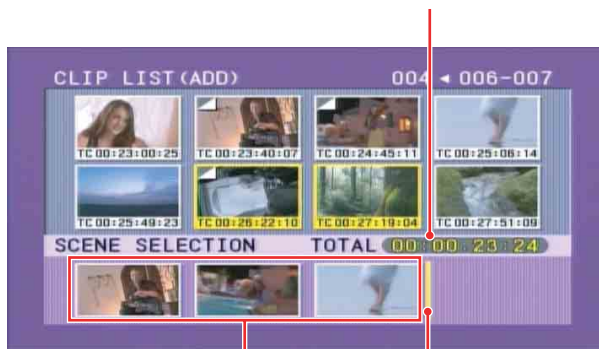 CLIP LIST(ADD) 004◂006-007
TC 00:23:00:25 TC 00:23:40:07 TC 00:24:45:11 TC 00:25:06:14
TC 00:25:49:23 TC 00:26:22:10 TC 00:27:19:04 TC 00:27:51:09
SCENE SELECTION TOTAL 00:00:23:24